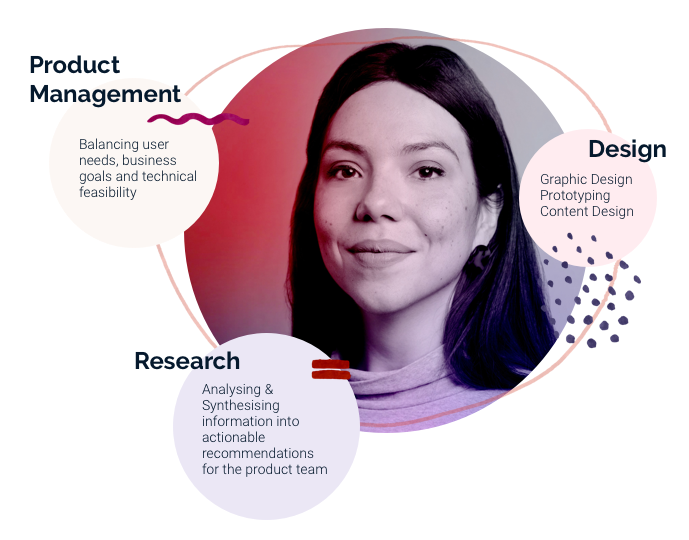 Product
Management
Balancing user
needs, business
goals and technical
feasibility
Design
Graphic Design
Prototyping
Content Design
Research
Analysing &
Synthesising
information into
actionable
recommendations
for the product team